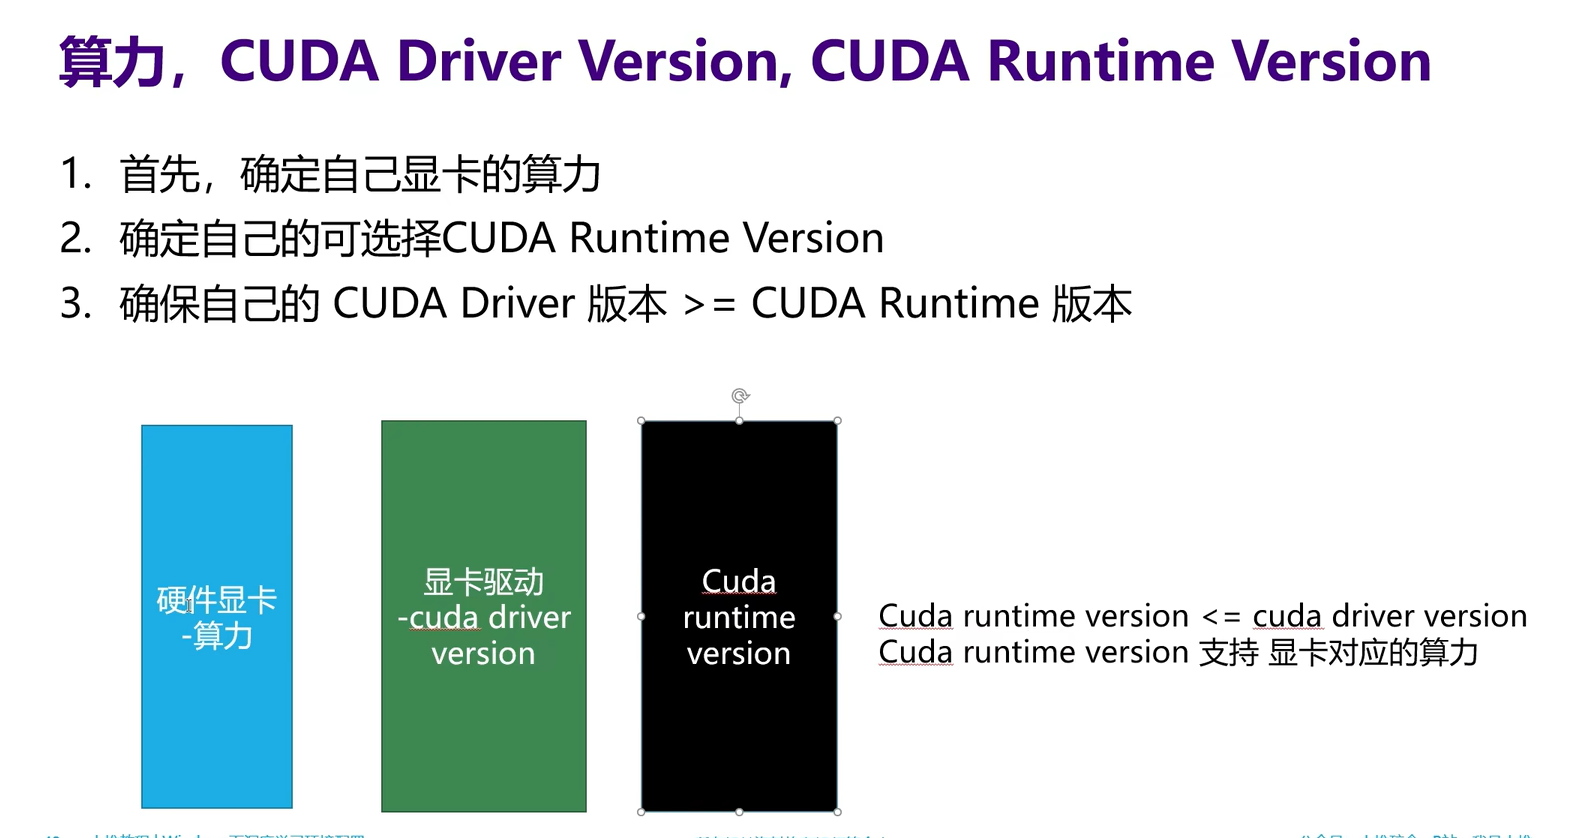 算力，CUDA Driver Version, CUDA Runtime Version
1. 首先，确定自己显卡的算力
2. 确定自己的可选择CUDA Runtime Version
3. 确保自己的 CUDA Driver 版本 >= CUDA Runtime 版本
硬件显卡
-算力
显卡驱动
-cuda driver
version
Cuda
runtime
version
Cuda runtime version <= cuda driver version
Cuda runtime version 支持 显卡对应的算力